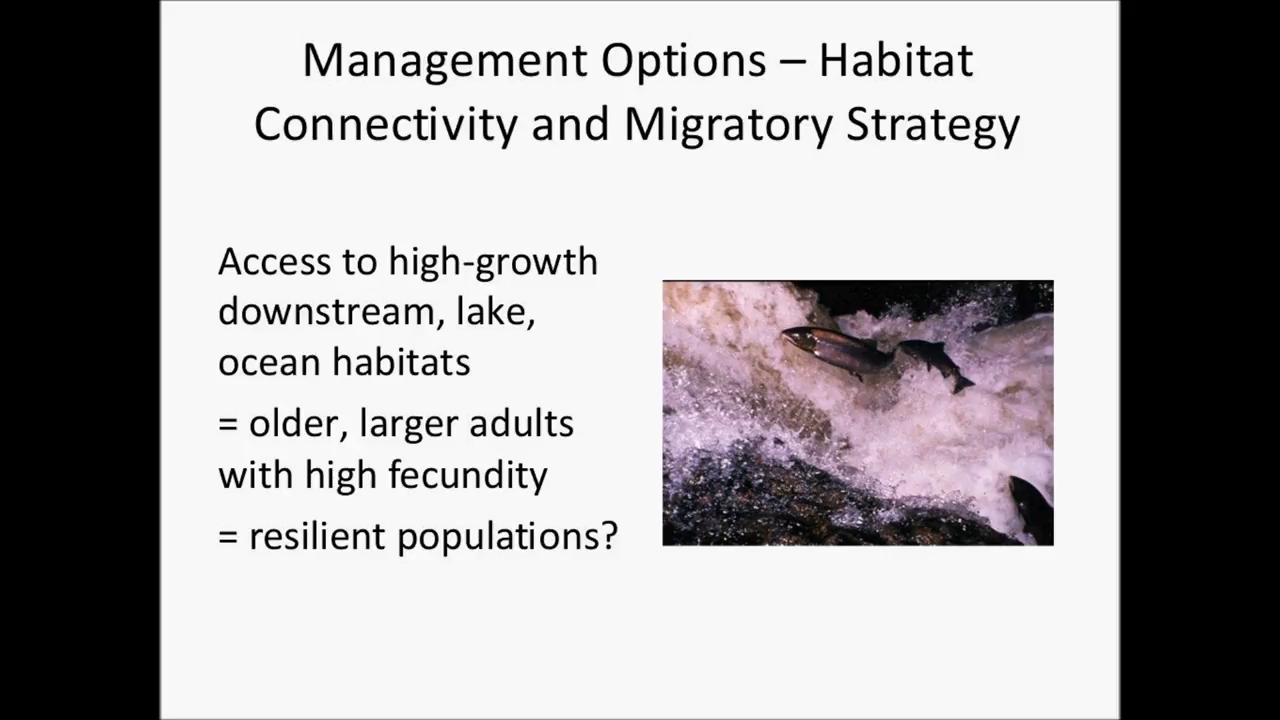 Management Options – Habitat
Connectivity and Migratory Strategy
Access to high-growth
downstream, lake,
ocean habitats
= older, larger adults
with high fecundity
= resilient populations?